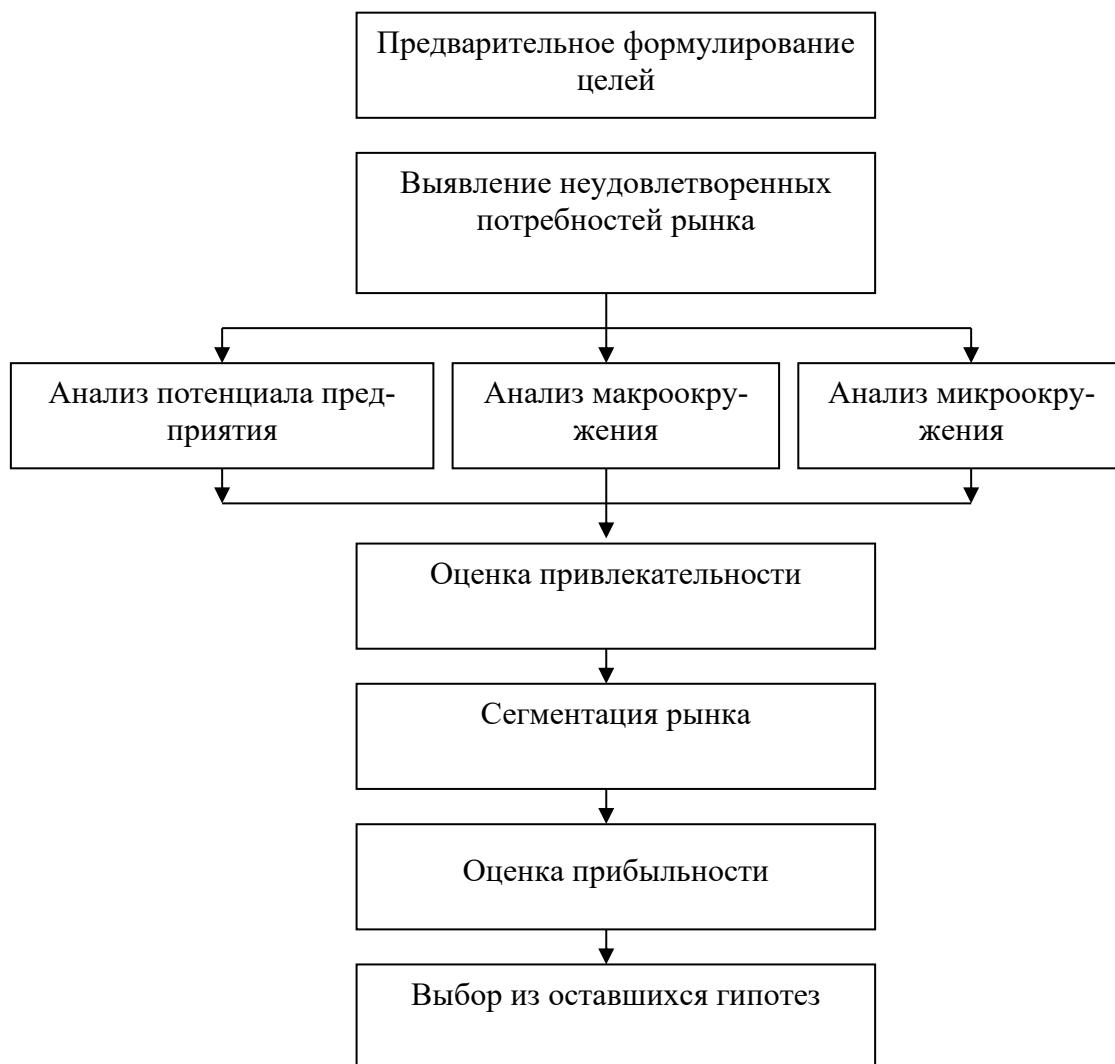 Предварительное формулирование
целей
Выявление неудовлетворенных
потребностей рынка
Анализ потенциала пред-
приятия
Анализ макроокру-
жения
Анализ микроокру-
жения
Оценка привлекательности
Сегментация рынка
Оценка прибыльности
Выбор из оставшихся гипотез